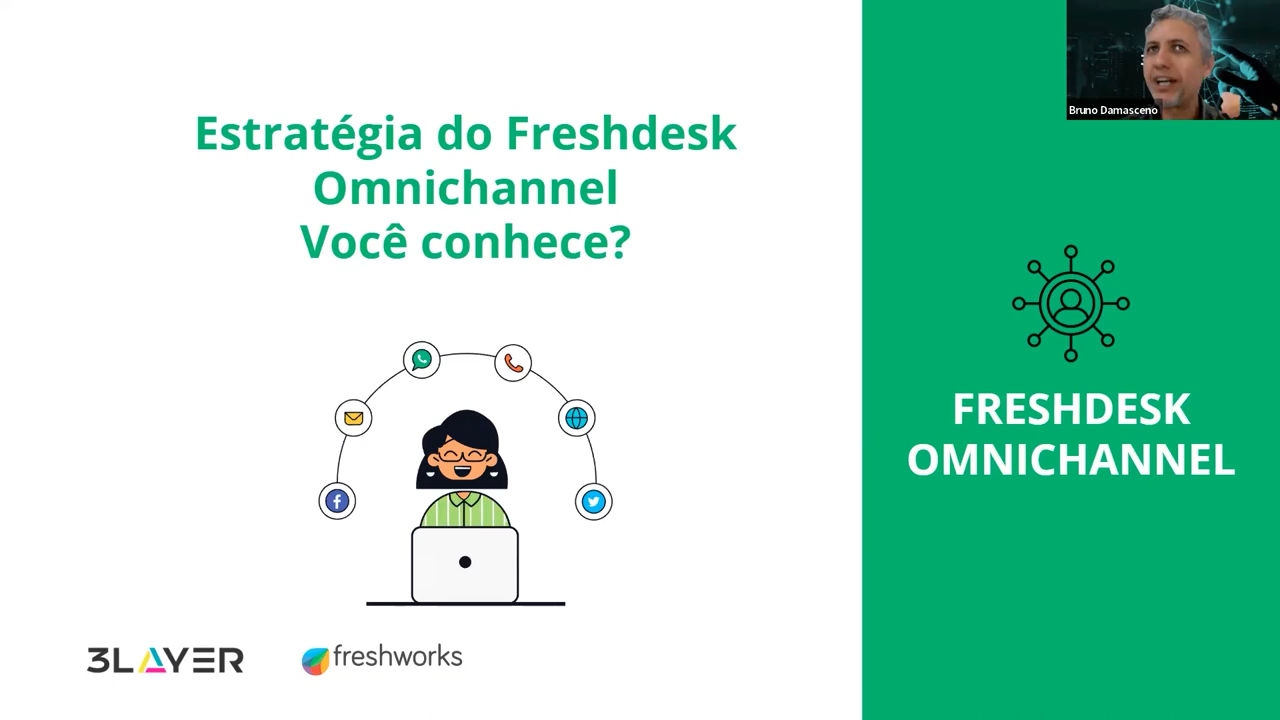 Estratégia do Freshdesk
Omnichannel
Você conhece?
3LAYER
freshworks
Bruno Damasceno
FRESHDESK
OMNICHANNEL